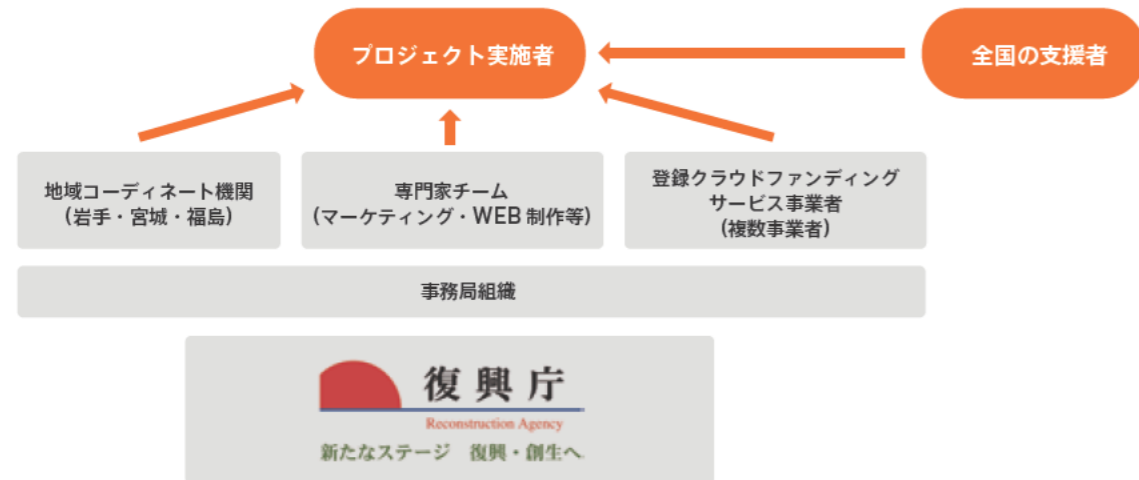 プロジェクト実施者
全国の支援者
地域コーディネート機関
(岩手・宮城・福島)
専門家チーム
(マーケティング・WEB 制作等)
登録クラウドファンディング
サービス事業者
(複数事業者)
事務局組織
復興庁
Reconstruction Agency
新たなステージ 復興・創生へ